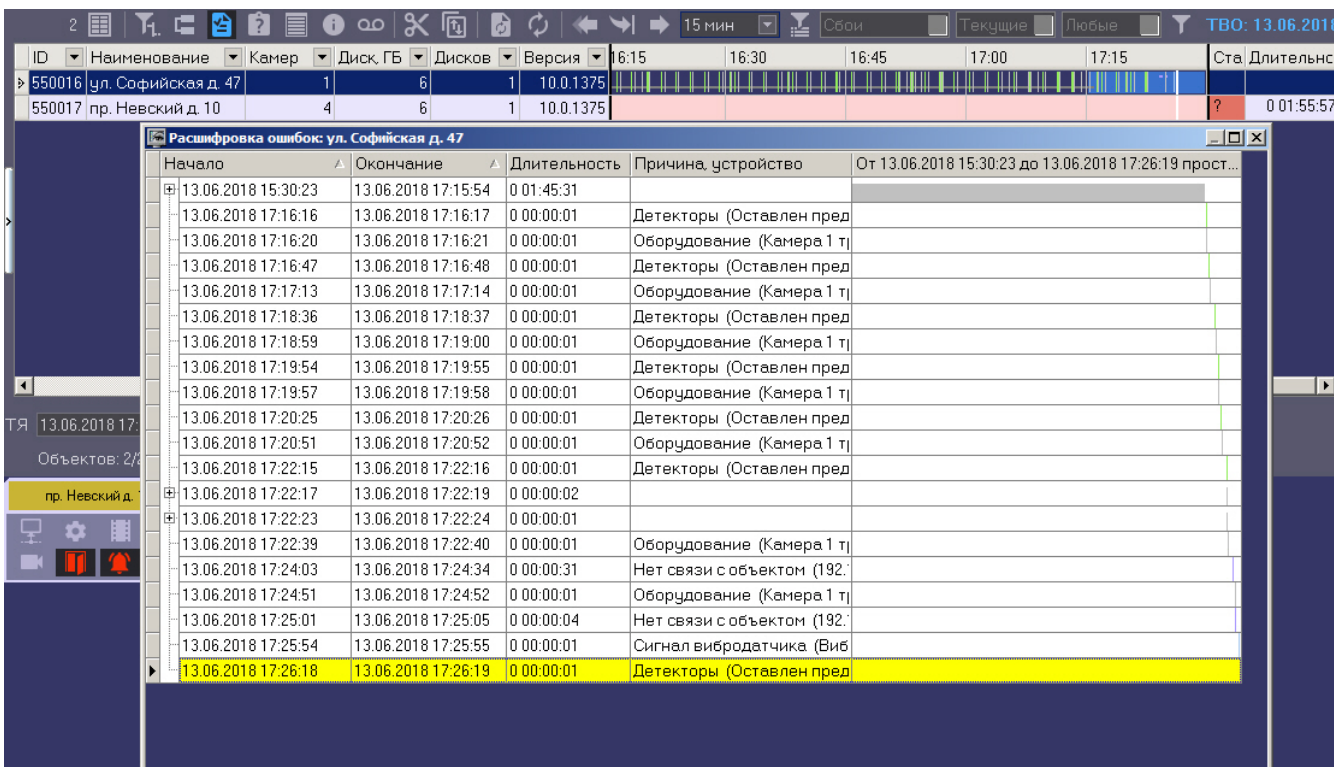 2 15 мин Сбои Текущие Любые ТВО: 13.06.2018
ID Наименование Камер Диск, ГБ Дисков Версия 16:15 16:30 16:45 17:00 17:15 Ста Длительнс
550016 ул. Софийская д. 47 1 6 1 10.0.1375
550017 пр. Невский д. 10 4 6 1 10.0.1375 ? 0 01:55:57
Расшифровка ошибок: ул. Софийская д. 47
Начало Окончание Длительность Причина, устройство От 13.06.2018 15:30:23 до 13.06.2018 17:26:19 прост...
13.06.2018 15:30:23 13.06.2018 17:15:54 0 01:45:31
13.06.2018 17:16:16 13.06.2018 17:16:17 0 00:00:01 Детекторы (Оставлен пред
13.06.2018 17:16:20 13.06.2018 17:16:21 0 00:00:01 Оборудование (Камера 1 т
13.06.2018 17:16:47 13.06.2018 17:16:48 0 00:00:01 Детекторы (Оставлен пред
13.06.2018 17:17:13 13.06.2018 17:17:14 0 00:00:01 Оборудование (Камера 1 т
13.06.2018 17:18:36 13.06.2018 17:18:37 0 00:00:01 Детекторы (Оставлен пред
13.06.2018 17:18:59 13.06.2018 17:19:00 0 00:00:01 Оборудование (Камера 1 т
13.06.2018 17:19:54 13.06.2018 17:19:55 0 00:00:01 Детекторы (Оставлен пред
13.06.2018 17:19:57 13.06.2018 17:19:58 0 00:00:01 Оборудование (Камера 1 т
13.06.2018 17:20:25 13.06.2018 17:20:26 0 00:00:01 Детекторы (Оставлен пред
13.06.2018 17:20:51 13.06.2018 17:20:52 0 00:00:01 Оборудование (Камера 1 т
13.06.2018 17:22:15 13.06.2018 17:22:16 0 00:00:01 Детекторы (Оставлен пред
13.06.2018 17:22:17 13.06.2018 17:22:19 0 00:00:02
13.06.2018 17:22:23 13.06.2018 17:22:24 0 00:00:01
13.06.2018 17:22:39 13.06.2018 17:22:40 0 00:00:01 Оборудование (Камера 1 т
13.06.2018 17:24:03 13.06.2018 17:24:34 0 00:00:31 Нет связи с объектом (192.
13.06.2018 17:24:51 13.06.2018 17:24:52 0 00:00:01 Оборудование (Камера 1 т
13.06.2018 17:25:01 13.06.2018 17:25:05 0 00:00:04 Нет связи с объектом (192.
13.06.2018 17:25:54 13.06.2018 17:25:55 0 00:00:01 Сигнал вибродатчика (Виб
13.06.2018 17:26:18 13.06.2018 17:26:19 0 00:00:01 Детекторы (Оставлен пред
ТЯ 13.06.2018 17:
Объектов: 2/2
пр. Невский д.